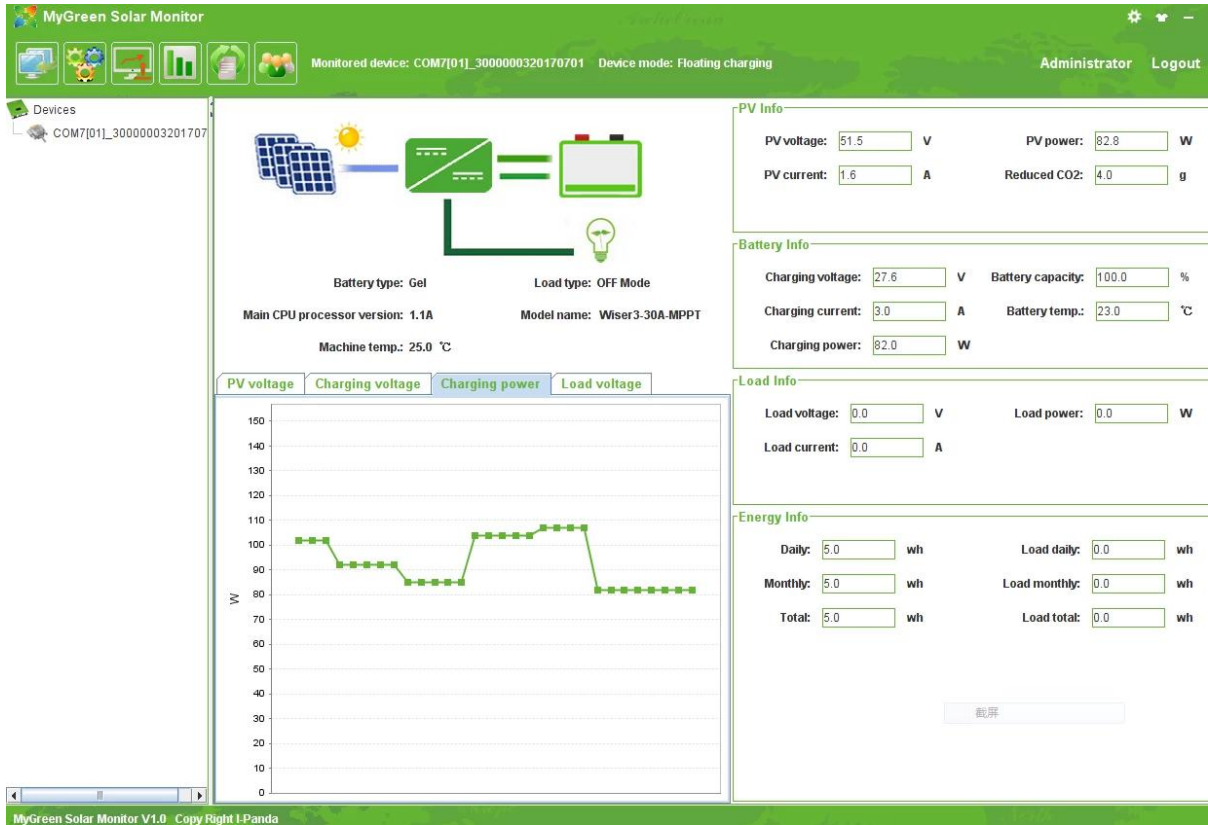 MyGreen Solar Monitor
Monitored device: COM7[01]_3000000320170701 Device mode: Floating charging
Administrator Logout
Devices
COM7[01]_30000003201707
Battery type: Gel Load type: OFF Mode
Main CPU processor version: 1.1A Model name: Wiser3-30A-MPPT
Machine temp.: 25.0 ℃
PV voltage Charging voltage Charging power Load voltage
150
140
130
120
110
100
90
80
70
60
50
40
30
20
10
0
W
PV Info
PV voltage: 51.5 V PV power: 82.8 W
PV current: 1.6 A Reduced CO2: 4.0 g
Battery Info
Charging voltage: 27.6 V Battery capacity: 100.0 %
Charging current: 3.0 A Battery temp.: 23.0 ℃
Charging power: 82.0 W
Load Info
Load voltage: 0.0 V Load power: 0.0 W
Load current: 0.0 A
Energy Info
Daily: 5.0 wh Load daily: 0.0 wh
Monthly: 5.0 wh Load monthly: 0.0 wh
Total: 5.0 wh Load total: 0.0 wh
截屏
MyGreen Solar Monitor V1.0 Copy Right I-Panda